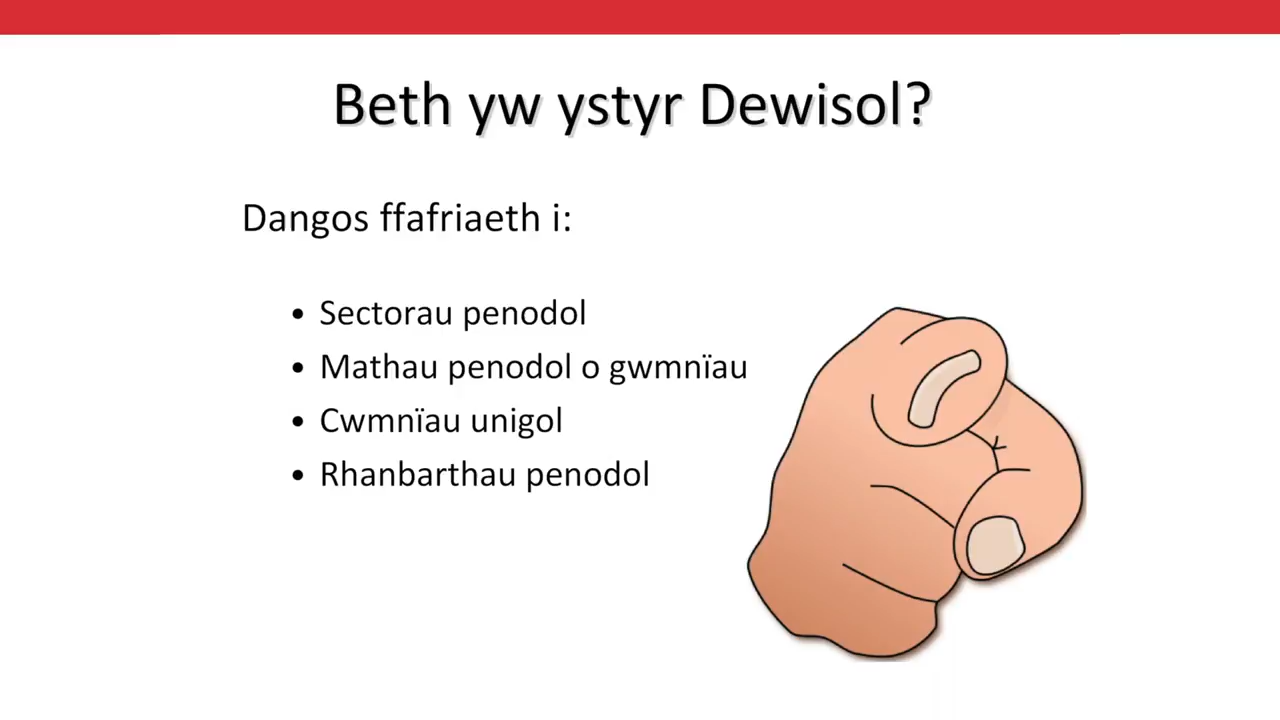 Beth yw ystyr Dewisol?
Dangos ffafriaeth i:
• Sectorau penodol
• Mathau penodol o gwmnïau
• Cwmnïau unigol
• Rhanbarthau penodol